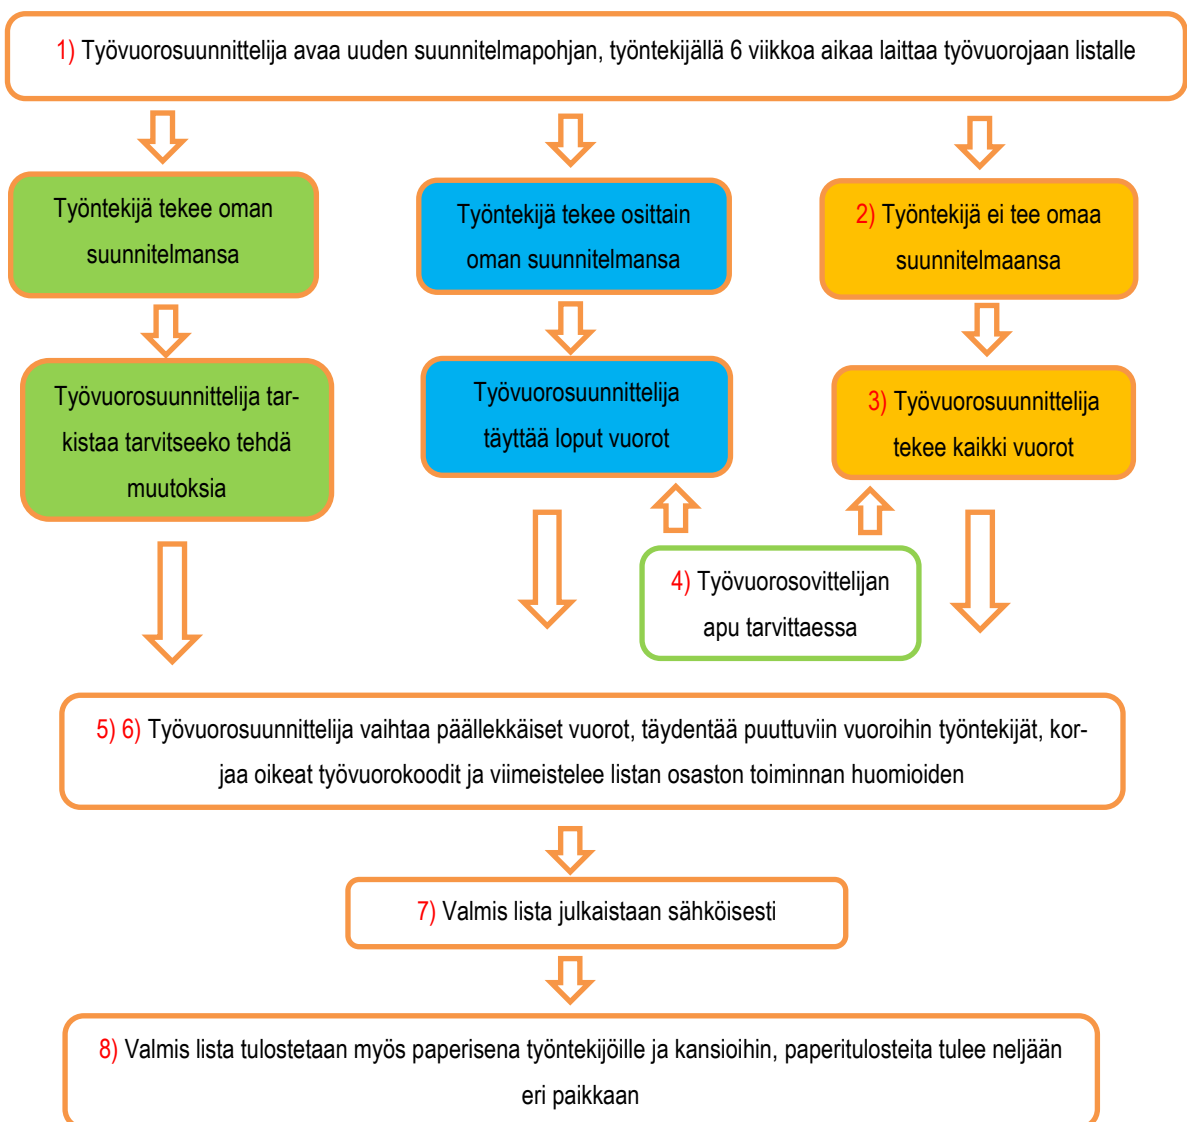 1) Työvuorosuunnittelija avaa uuden suunnitelmapohjan, työntekijällä 6 viikkoa aikaa laittaa työvuorojaan listalle
Työntekijä tekee oman
suunnitelmansa
Työntekijä tekee osittain
oman suunnitelmansa
2) Työntekijä ei tee omaa
suunnitelmaansa
Työvuorosuunnittelija tar-
kistaa tarvitseeko tehdä
muutoksia
Työvuorosuunnittelija
täyttää loput vuorot
3) Työvuorosuunnittelija
tekee kaikki vuorot
4) Työvuorosovittelijan
apu tarvittaessa
5) 6) Työvuorosuunnittelija vaihtaa päällekkäiset vuorot, täydentää puuttuviin vuoroihin työntekijät, kor-
jaa oikeat työvuorokoodit ja viimeistelee listan osaston toiminnan huomioiden
7) Valmis lista julkaistaan sähköisesti
8) Valmis lista tulostetaan myös paperisena työntekijöille ja kansioihin, paperitulosteita tulee neljään
eri paikkaan